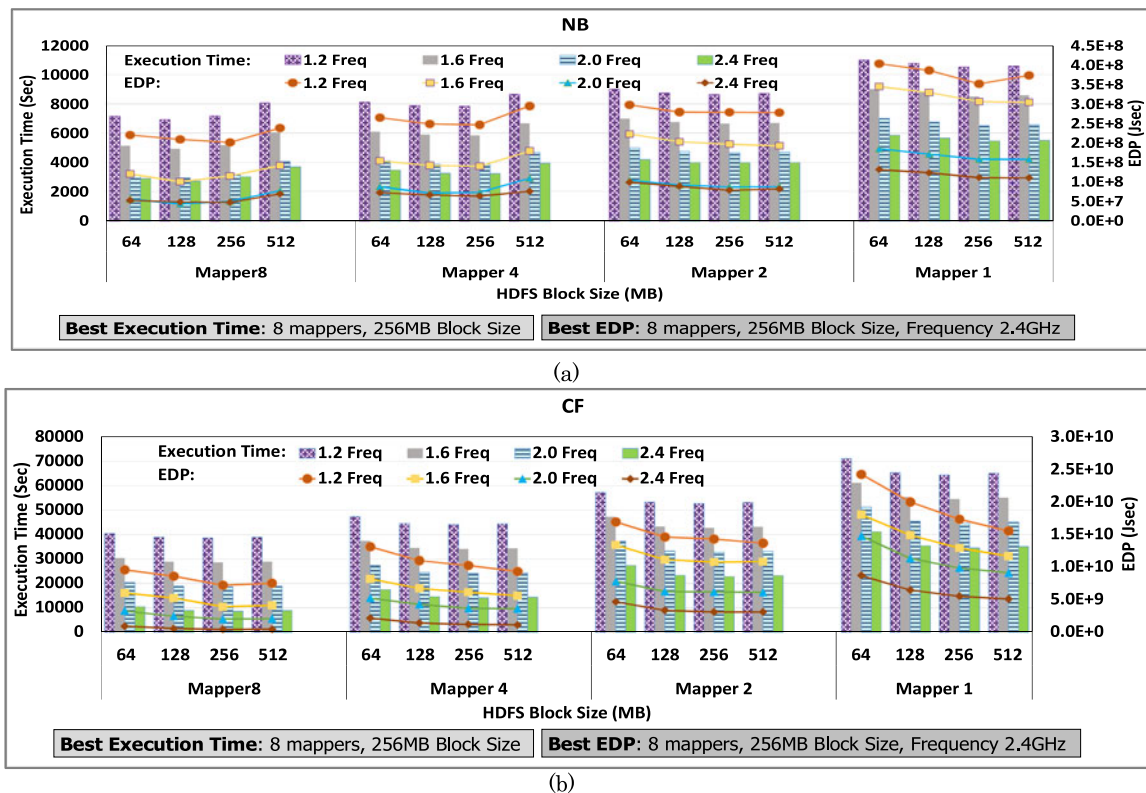 NB
Execution Time: 1.2 Freq 1.6 Freq 2.0 Freq 2.4 Freq
EDP: 1.2 Freq 1.6 Freq 2.0 Freq 2.4 Freq
Execution Time (Sec)
12000
10000
8000
6000
4000
2000
0
4.5E+8
4.0E+8
3.5E+8
3.0E+8
2.5E+8
2.0E+8
1.5E+8
1.0E+8
5.0E+7
0.0E+0
EDP (Jsec)
64 128 256 512 64 128 256 512 64 128 256 512 64 128 256 512
Mapper8 Mapper 4 Mapper 2 Mapper 1
HDFS Block Size (MB)
Best Execution Time: 8 mappers, 256MB Block Size
Best EDP: 8 mappers, 256MB Block Size, Frequency 2.4GHz
(a)
CF
Execution Time: 1.2 Freq 1.6 Freq 2.0 Freq 2.4 Freq
EDP: 1.2 Freq 1.6 Freq 2.0 Freq 2.4 Freq
Execution Time (Sec)
80000
70000
60000
50000
40000
30000
20000
10000
0
3.0E+10
2.5E+10
2.0E+10
1.5E+10
1.0E+10
5.0E+9
0.0E+0
EDP (Jsec)
64 128 256 512 64 128 256 512 64 128 256 512 64 128 256 512
Mapper8 Mapper 4 Mapper 2 Mapper 1
HDFS Block Size (MB)
Best Execution Time: 8 mappers, 256MB Block Size
Best EDP: 8 mappers, 256MB Block Size, Frequency 2.4GHz
(b)